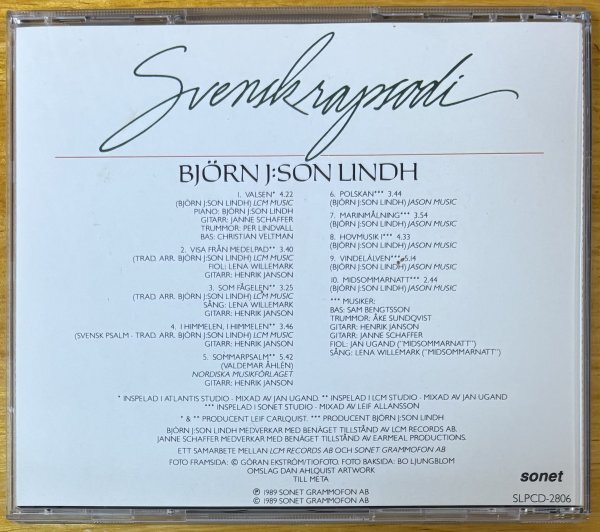 Svensk rapsodi
BJÖRN J:SON LINDH
1. VALSEN* 4.22
(BJÖRN J:SON LINDH) LCM MUSIC
PIANO: BJÖRN J:SON LINDH
GITARR: JANNE SCHAFFER
TRUMMOR: PER LINDVALL
BAS: CHRISTIAN VELTMAN
2. VISA FRÅN MEDELPAD** 3.40
(TRAD. ARR. BJÖRN J:SON LINDH) LCM MUSIC
FIOL: LENA WILLEMARK
GITARR: HENRIK JANSON
3. SOM FÅGELEN** 3.25
(TRAD. ARR. BJÖRN J:SON LINDH) LCM MUSIC
SÅNG: LENA WILLEMARK
GITARR: HENRIK JANSON
4. I HIMMELEN, I HIMMELEN** 3.46
(SVENSK PSALM - TRAD. ARR. BJÖRN J:SON LINDH) LCM MUSIC
GITARR: HENRIK JANSON
5. SOMMARPSALM** 5.42
(VALDEMAR ÅHLÉN)
NORDISKA MUSIKFÖRLAGET
GITARR: HENRIK JANSON
6. POLSKAN*** 3.44
(BJÖRN J:SON LINDH) JASON MUSIC
7. MARINMÅLNING*** 3.54
(BJÖRN J:SON LINDH) JASON MUSIC
8. HOVMUSIK I*** 4.33
(BJÖRN J:SON LINDH) JASON MUSIC
9. VINDELÄLVEN*** 5.14
(BJÖRN J:SON LINDH) JASON MUSIC
10. MIDSOMMARNATT*** 2.44
(BJÖRN J:SON LINDH) JASON MUSIC
*** MUSIKER:
BAS: SAM BENGTSSON
TRUMMOR: ÅKE SUNDQVIST
GITARR: HENRIK JANSON
GITARR: JANNE SCHAFFER
FIOL: JAN UGAND ("MIDSOMMARNATT")
SÅNG: LENA WILLEMARK ("MIDSOMMARNATT")
* INSPELAD I ATLANTIS STUDIO - MIXAD AV JAN UGAND. ** INSPELAD I LCM STUDIO - MIXAD AV JAN UGAND
*** INSPELAD I SONET STUDIO - MIXAD AV LEIF ALLANSSON
* & ** PRODUCENT LEIF CARLQUIST. *** PRODUCENT BJÖRN J:SON LINDH
BJÖRN J:SON LINDH MEDVERKAR MED BENÄGET TILLSTÅND AV LCM RECORDS AB.
JANNE SCHAFFER MEDVERKAR MED BENÄGET TILLSTÅND AV EARMEAL PRODUCTIONS.
ETT SAMARBETE MELLAN LCM RECORDS AB OCH SONET GRAMMOFON AB
FOTO FRAMSIDA: © GÖRAN EKSTRÖM/TIOFOTO. FOTO BAKSIDA: BO LJUNGBLOM
OMSLAG DAN AHLQUIST ARTWORK
TILL META
℗ 1989 SONET GRAMMOFON AB
© 1989 SONET GRAMMOFON AB
sonet
SLPCD-2806